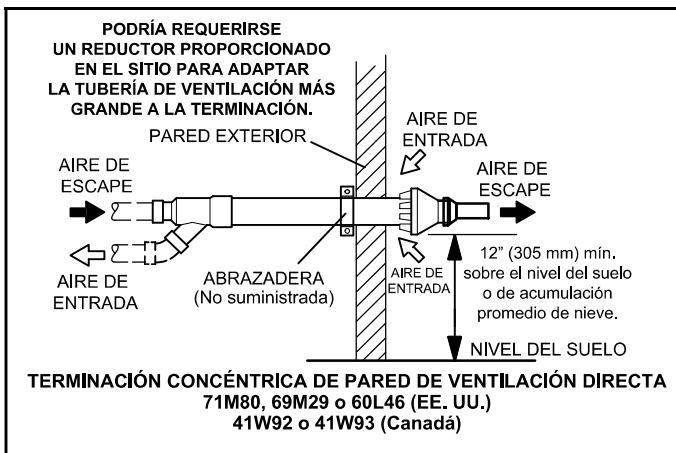 PODRÍA REQUERIRSE
UN REDUCTOR PROPORCIONADO
EN EL SITIO PARA ADAPTAR
LA TUBERÍA DE VENTILACIÓN MÁS
GRANDE A LA TERMINACIÓN.
PARED EXTERIOR
AIRE DE
ENTRADA
AIRE DE
ESCAPE
AIRE DE
ESCAPE
AIRE DE
ENTRADA
ABRAZADERA
(No suministrada)
AIRE DE
ENTRADA
12” (305 mm) mín.
sobre el nivel del suelo
o de acumulación
promedio de nieve.
NIVEL DEL SUELO
TERMINACIÓN CONCÉNTRICA DE PARED DE VENTILACIÓN DIRECTA
71M80, 69M29 o 60L46 (EE. UU.)
41W92 o 41W93 (Canadá)